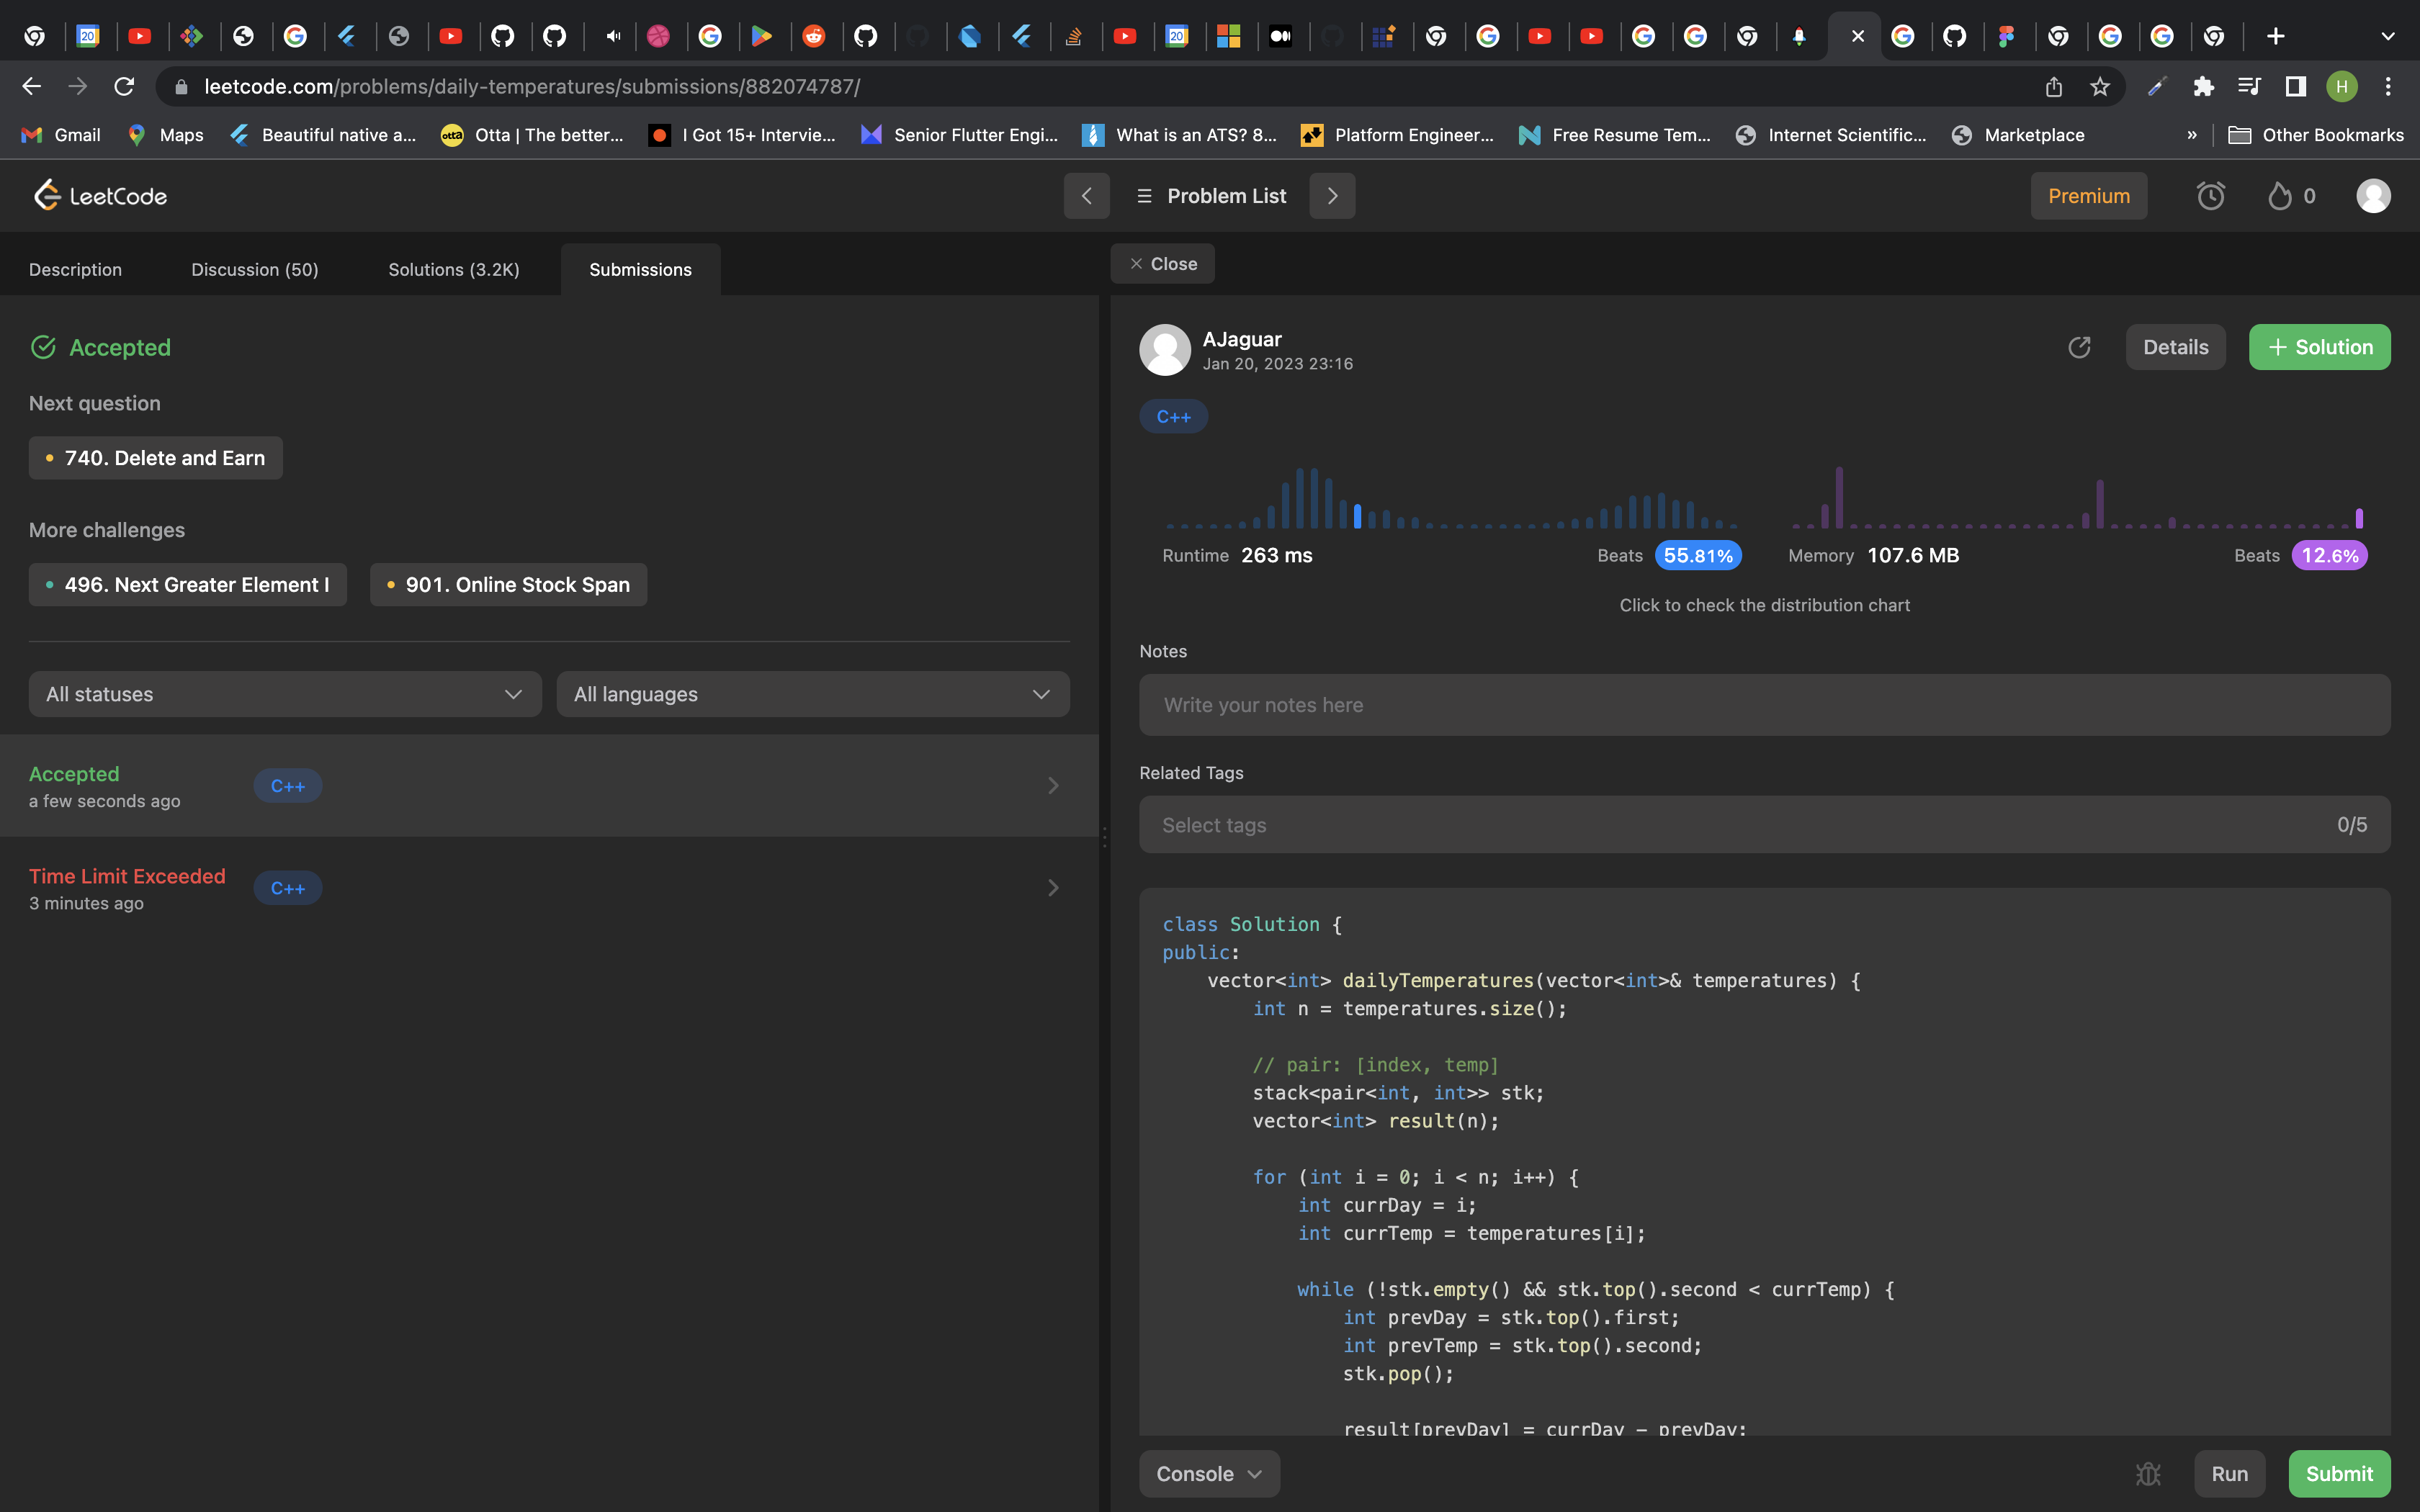 leetcode.com/problems/daily-temperatures/submissions/882074787/
H
Gmail
Maps
Beautiful native a...
otta
Otta | The better...
I Got 15+ Intervie...
Senior Flutter Engi...
What is an ATS? 8...
Platform Engineer...
Free Resume Tem...
Internet Scientific...
Marketplace
»
Other Bookmarks
LeetCode
Problem List
Premium
0
Description
Discussion (50)
Solutions (3.2K)
Submissions
Close
Accepted
Next question
740. Delete and Earn
More challenges
496. Next Greater Element I
901. Online Stock Span
All statuses
All languages
Accepted
a few seconds ago
C++
Time Limit Exceeded
3 minutes ago
C++
AJaguar
Jan 20, 2023 23:16
Details
+ Solution
C++
Runtime 263 ms
Beats 55.81%
Memory 107.6 MB
Beats 12.6%
Click to check the distribution chart
Notes
Write your notes here
Related Tags
Select tags
0/5
class Solution {
public:
    vector<int> dailyTemperatures(vector<int>& temperatures) {
        int n = temperatures.size();
        // pair: [index, temp]
        stack<pair<int, int>> stk;
        vector<int> result(n);
        for (int i = 0; i < n; i++) {
            int currDay = i;
            int currTemp = temperatures[i];
            while (!stk.empty() && stk.top().second < currTemp) {
                int prevDay = stk.top().first;
                int prevTemp = stk.top().second;
                stk.pop();
                result[prevDay] = currDay - prevDay;
Console
Run
Submit